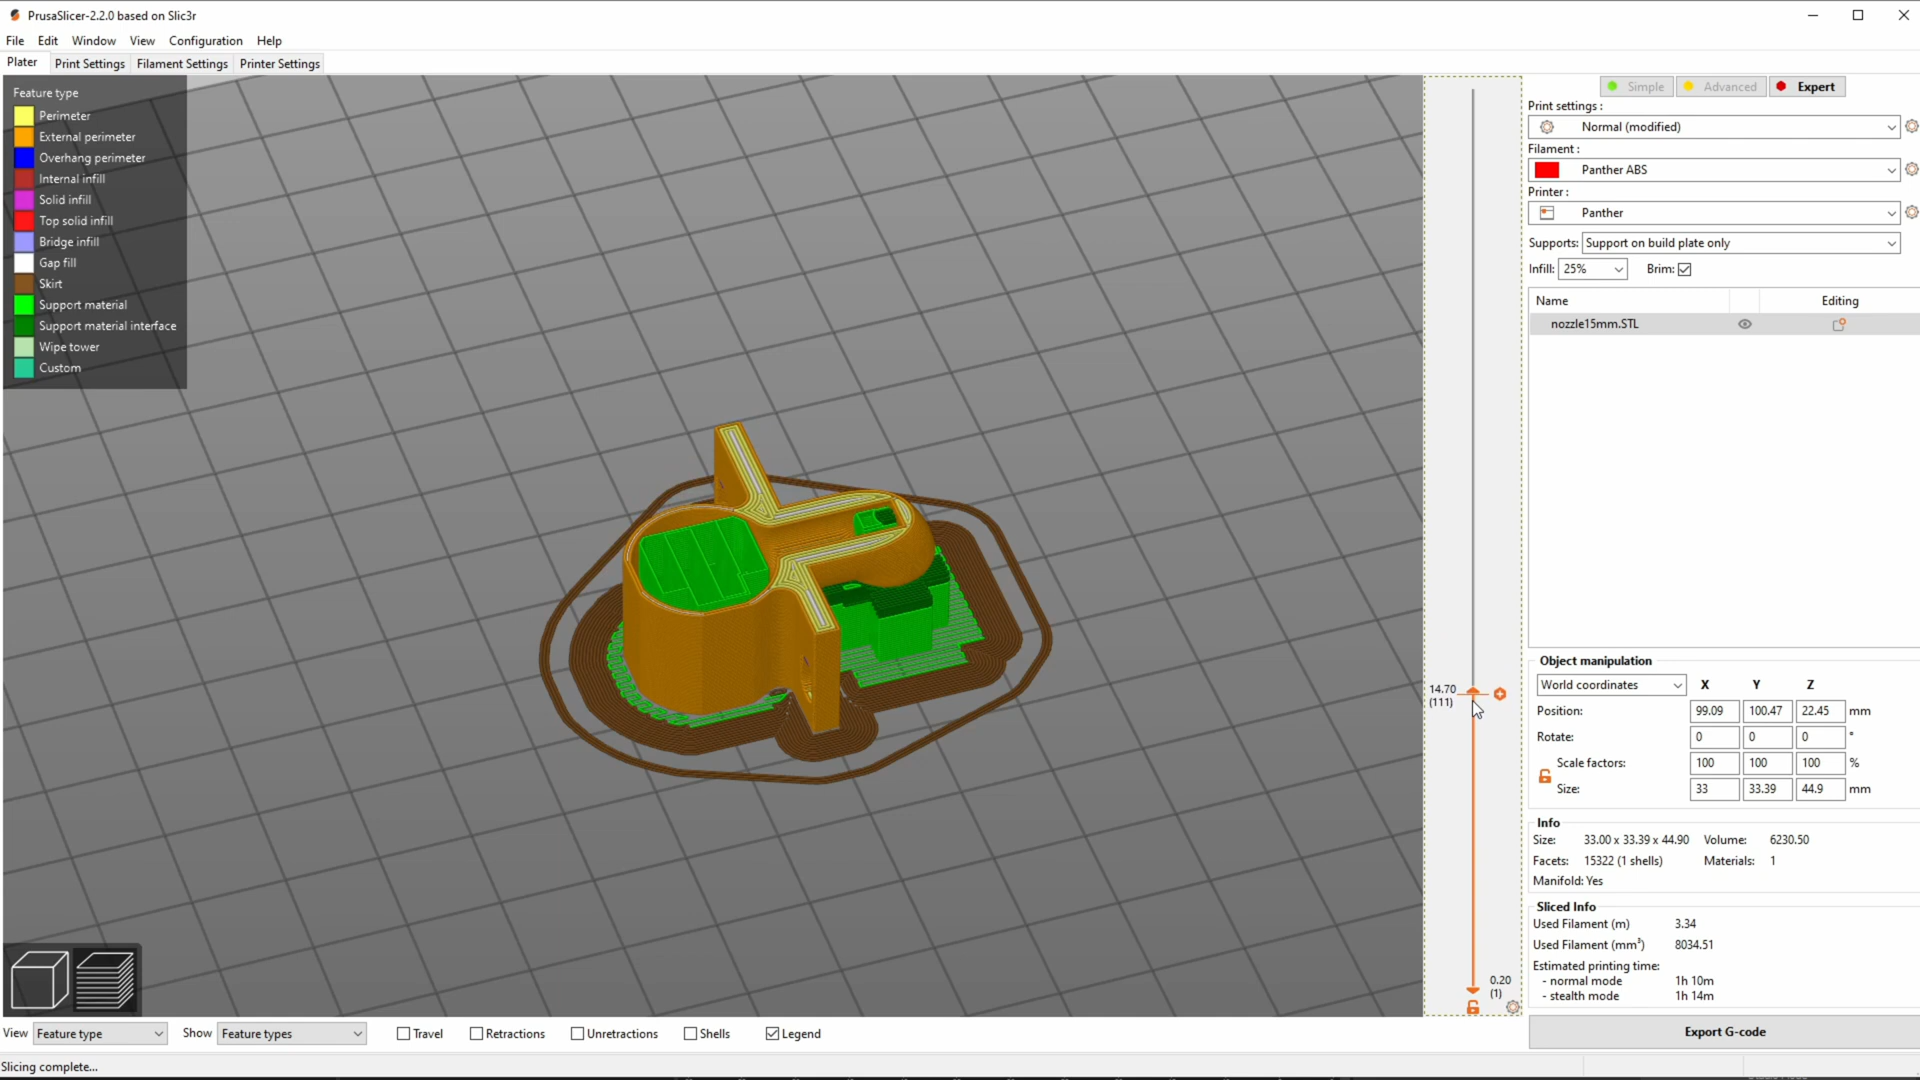 PrusaSlicer-2.2.0 based on Slic3r
File Edit Window View Configuration Help
Plater Print Settings Filament Settings Printer Settings
Feature type
Perimeter
External perimeter
Overhang perimeter
Internal infill
Solid infill
Top solid infill
Bridge infill
Gap fill
Skirt
Support material
Support material interface
Wipe tower
Custom
14.70
(111)
0.20
(1)
Simple Advanced Expert
Print settings :
Normal (modified)
Filament :
Panther ABS
Printer :
Panther
Supports: Support on build plate only
Infill: 25% Brim:
Name Editing
nozzle15mm.STL
Object manipulation
World coordinates X Y Z
Position: 99.09 100.47 22.45 mm
Rotate: 0 0 0 °
Scale factors: 100 100 100 %
Size: 33 33.39 44.9 mm
Info
Size: 33.00 x 33.39 x 44.90 Volume: 6230.50
Facets: 15322 (1 shells) Materials: 1
Manifold: Yes
Sliced Info
Used Filament (m) 3.34
Used Filament (mm³) 8034.51
Estimated printing time:
- normal mode 1h 10m
- stealth mode 1h 14m
Export G-code
View Feature type Show Feature types Travel Retractions Unretractions Shells Legend
Slicing complete...